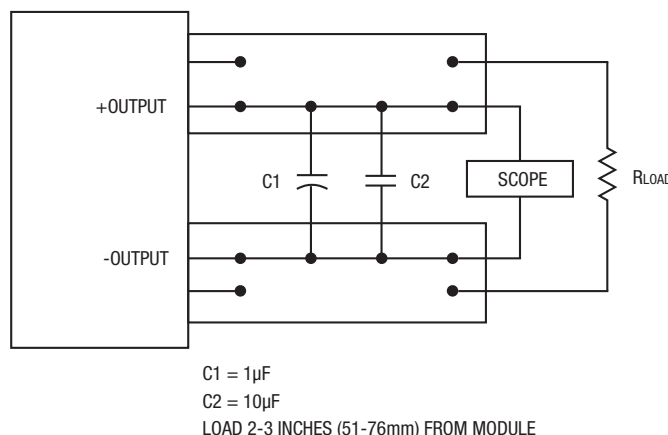 +OUTPUT
C1
C2
SCOPE
RLOAD
-OUTPUT
C1 = 1µF
C2 = 10µF
LOAD 2-3 INCHES (51-76mm) FROM MODULE